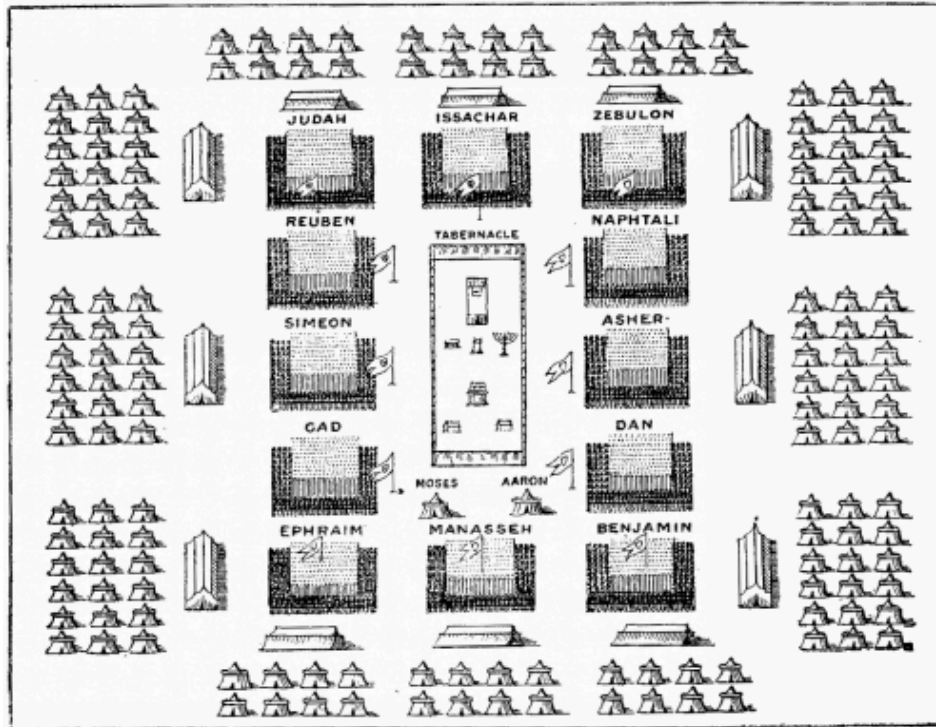 JUDAH ISSACHAR ZEBULON
REUBEN NAPHTALI
TABERNACLE
SIMEON ASHER-
GAD DAN
MOSES AARON
EPHRAIM MANASSEH BENJAMIN